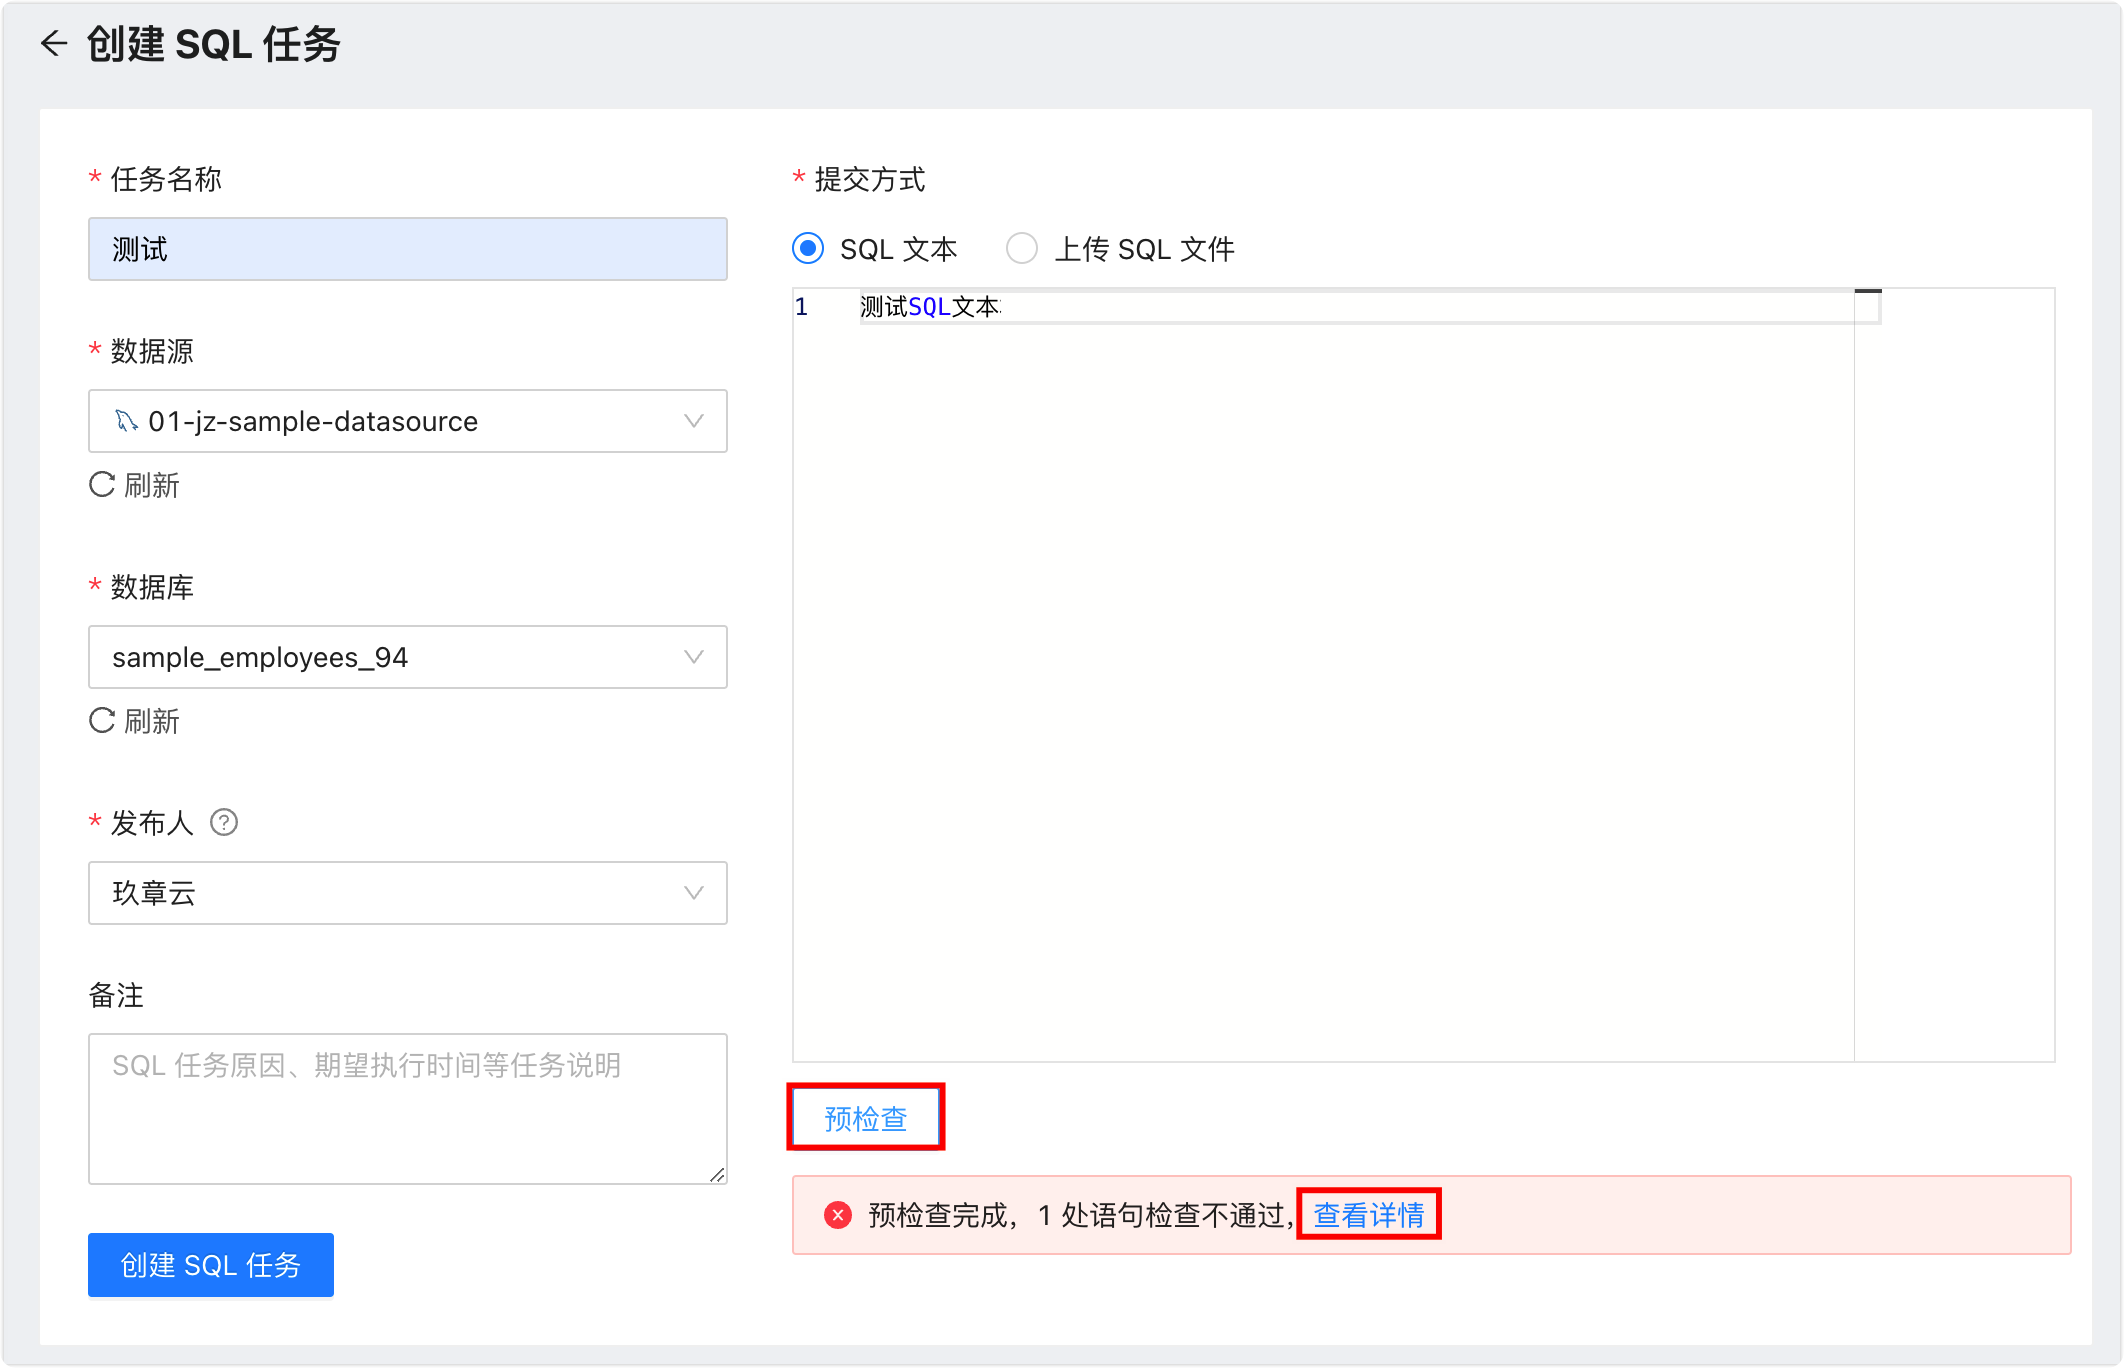 创建 SQL 任务
* 任务名称
测试
* 数据源
01-jz-sample-datasource
刷新
* 数据库
sample_employees_94
刷新
* 发布人
玖章云
备注
SQL 任务原因、期望执行时间等任务说明
创建 SQL 任务
* 提交方式
SQL 文本 上传 SQL 文件
1 测试SQL文本
预检查
预检查完成，1 处语句检查不通过，查看详情